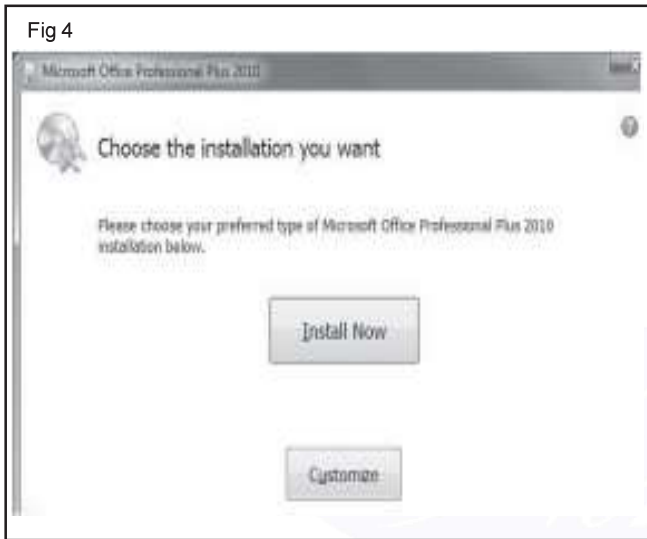 Fig 4
Microsoft Office Professional Plus 2010
Choose the installation you want
Please choose your preferred type of Microsoft Office Professional Plus 2010
installation below.
Install Now
Customize